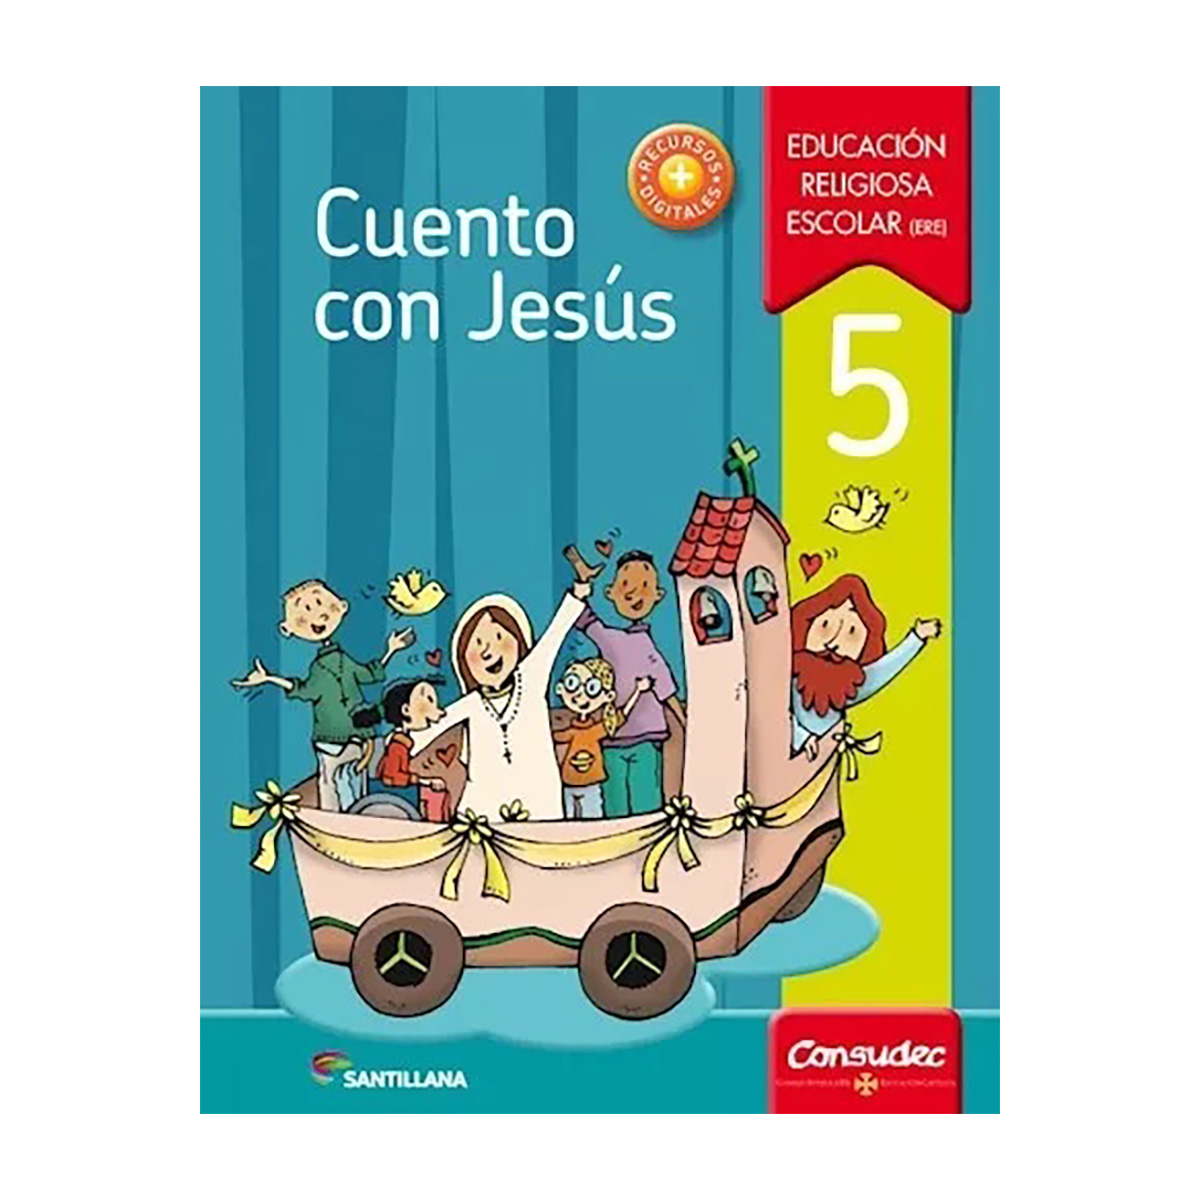 RECURSOS
DIGITALES
EDUCACIÓN
RELIGIOSA
ESCOLAR (ERE)
Cuento
con Jesús
5
SANTILLANA
Consudec